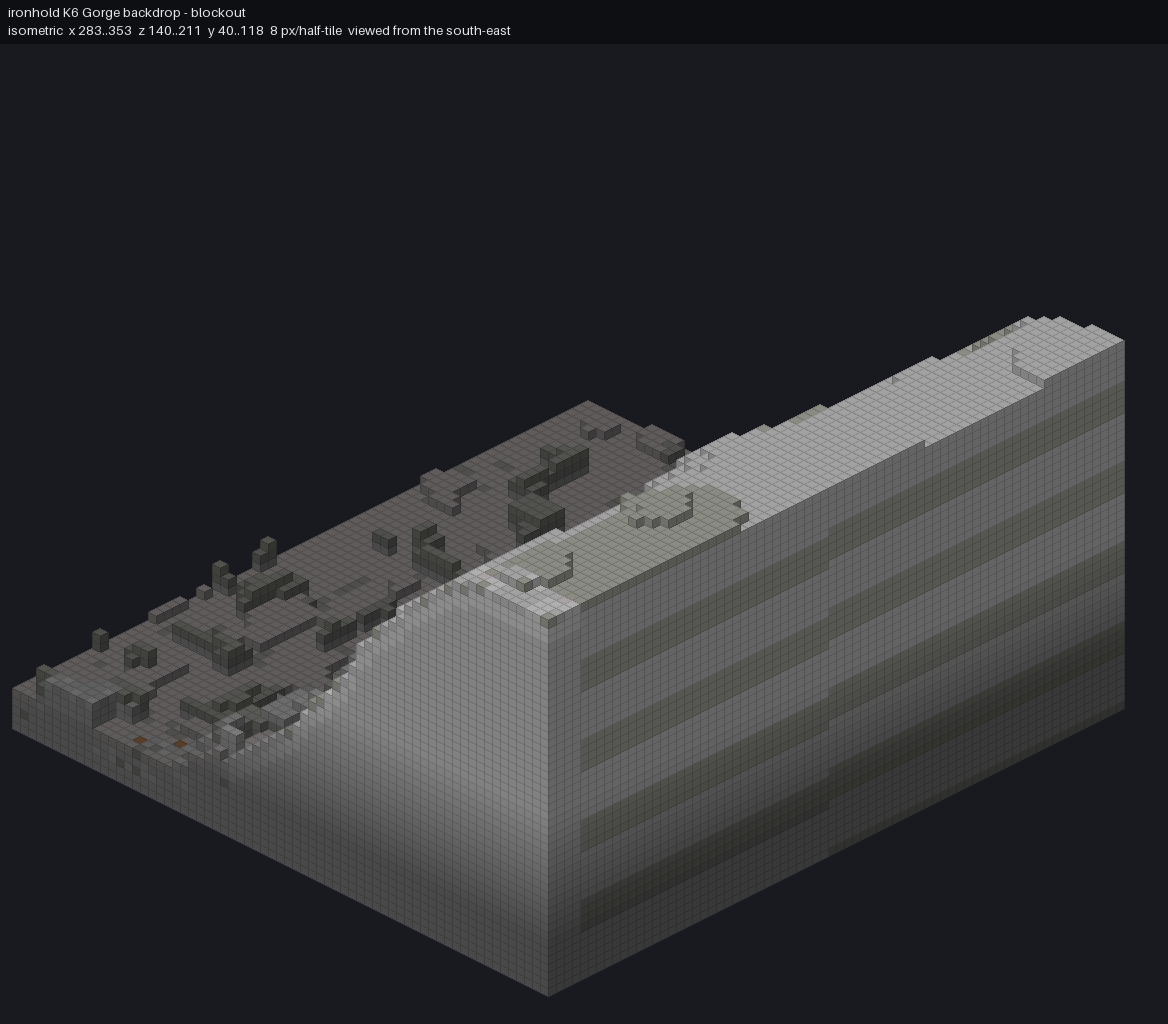 ironhold K6 Gorge backdrop - blockout
isometric  x 283..353  z 140..211  y 40..118  8 px/half-tile  viewed from the south-east